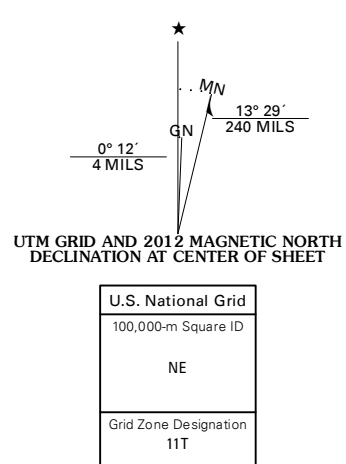 ★
MN
GN
13° 29´
240 MILS
0° 12´
4 MILS
UTM GRID AND 2012 MAGNETIC NORTH
DECLINATION AT CENTER OF SHEET
U.S. National Grid
100,000-m Square ID
NE
Grid Zone Designation
11T